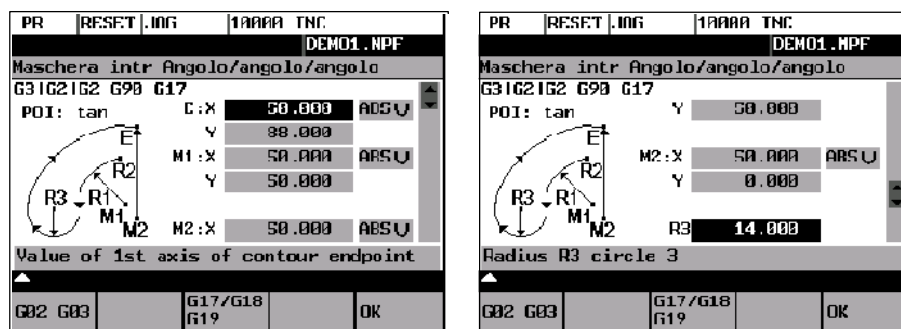 PR RESET JOG 10000 INC
DEMO1.MPF
Maschera intr Angolo/angolo/angolo
G3|G2|G2 G90 G17
POI: tan
E:X 50.000 ABS
Y 88.000
M1:X 50.000 ABS
Y 50.000
M2:X 50.000 ABS
E
R2
R3
R1
M1
M2
Value of 1st axis of contour endpoint
G02 G03
G17/G18
G19
OK
PR RESET JOG 10000 INC
DEMO1.MPF
Maschera intr Angolo/angolo/angolo
G3|G2|G2 G90 G17
POI: tan
Y 50.000
M2:X 50.000 ABS
Y 0.000
R3 14.000
E
R2
R3
R1
M1
M2
Radius R3 circle 3
G02 G03
G17/G18
G19
OK